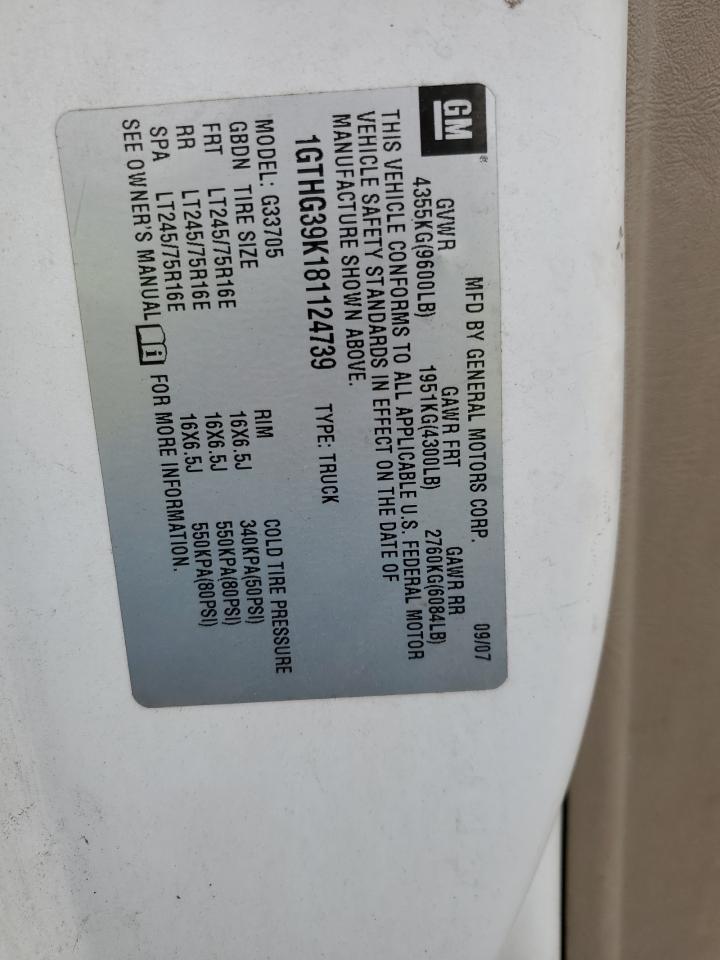 GM®
MFD BY GENERAL MOTORS CORP. 09/07
GVWR GAWR FRT GAWR RR
4355KG(9600LB) 1951KG(4300LB) 2760KG(6084LB)
THIS VEHICLE CONFORMS TO ALL APPLICABLE U.S. FEDERAL MOTOR
VEHICLE SAFETY STANDARDS IN EFFECT ON THE DATE OF
MANUFACTURE SHOWN ABOVE.
1GTHG39K181124739 TYPE: TRUCK
MODEL: G33705
GBDN TIRE SIZE RIM COLD TIRE PRESSURE
FRT LT245/75R16E 16X6.5J 340KPA(50PSI)
RR LT245/75R16E 16X6.5J 550KPA(80PSI)
SPA LT245/75R16E 16X6.5J 550KPA(80PSI)
SEE OWNER'S MANUAL i FOR MORE INFORMATION.